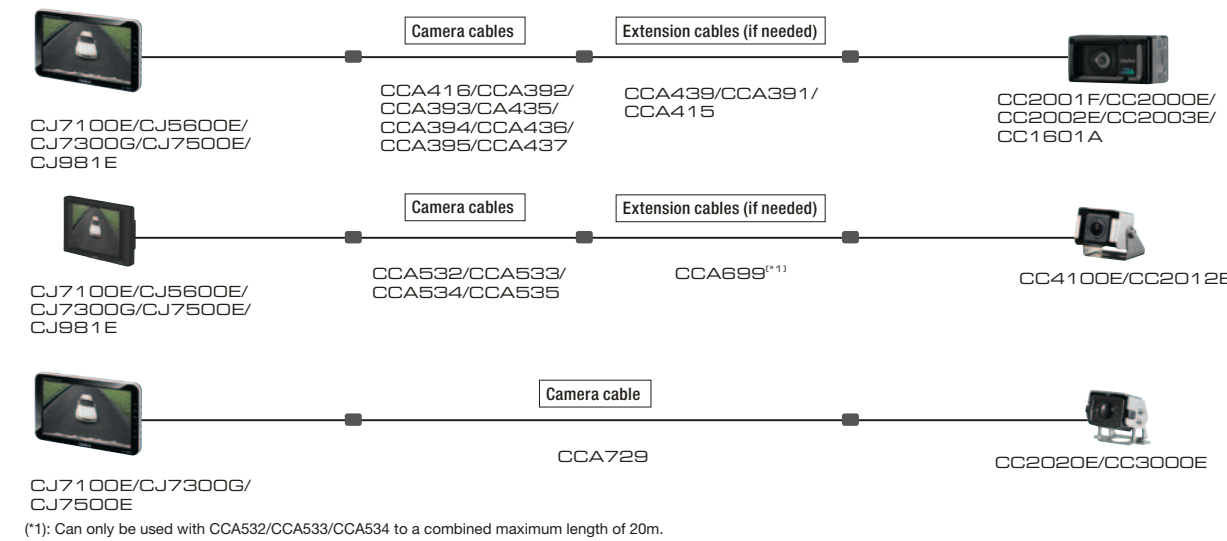 Camera cables
Extension cables (if needed)
CCA416/CCA392/
CCA393/CA435/
CCA394/CCA436/
CCA395/CCA437
CCA439/CCA391/
CCA415
CJ7100E/CJ5600E/
CJ7300G/CJ7500E/
CJ981E
CC2001F/CC2000E/
CC2002E/CC2003E/
CC1601A
Camera cables
Extension cables (if needed)
CCA532/CCA533/
CCA534/CCA535
CCA699(*1)
CJ7100E/CJ5600E/
CJ7300G/CJ7500E/
CJ981E
CC4100E/CC2012E
Camera cable
CCA729
CJ7100E/CJ7300G/
CJ7500E
CC2020E/CC3000E
(*1): Can only be used with CCA532/CCA533/CCA534 to a combined maximum length of 20m.